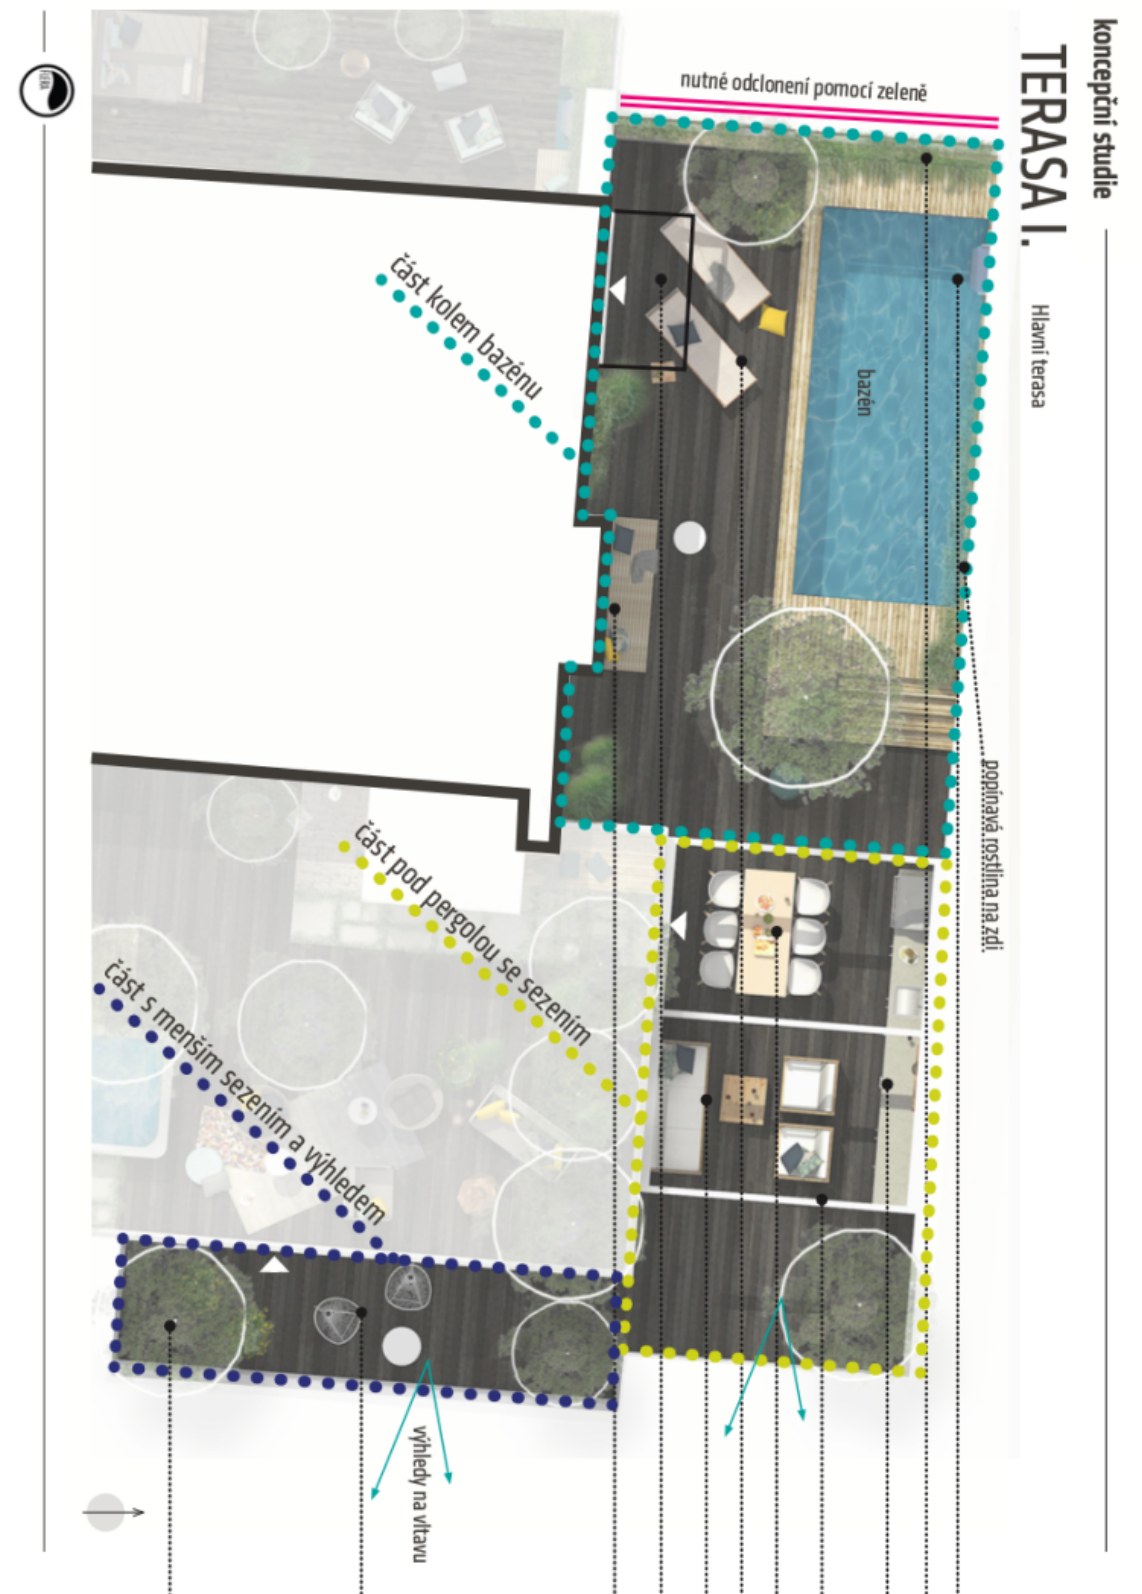 koncepční studie
TERASA I.
Hlavní terasa
nutné odclonení pomocí zeleně
část kolem bazénu
bazén
popínavá rostlina na zdi
část pod pergolou se sezením
část s menším sezením a výhledem
výhledy na vltavu